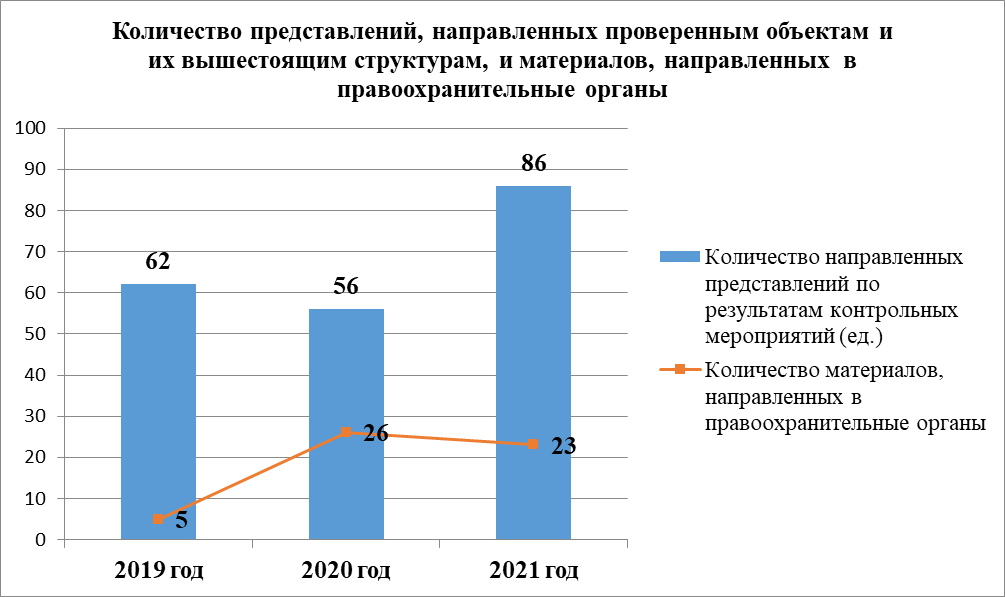 Количество представлений, направленных проверенным объектам и
их вышестоящим структурам, и материалов, направленных в
правоохранительные органы
100
90
80
70
60
50
40
30
20
10
0
62
56
86
5
26
23
2019 год
2020 год
2021 год
Количество направленных
представлений по
результатам контрольных
мероприятий (ед.)
Количество материалов,
направленных в
правоохранительные органы